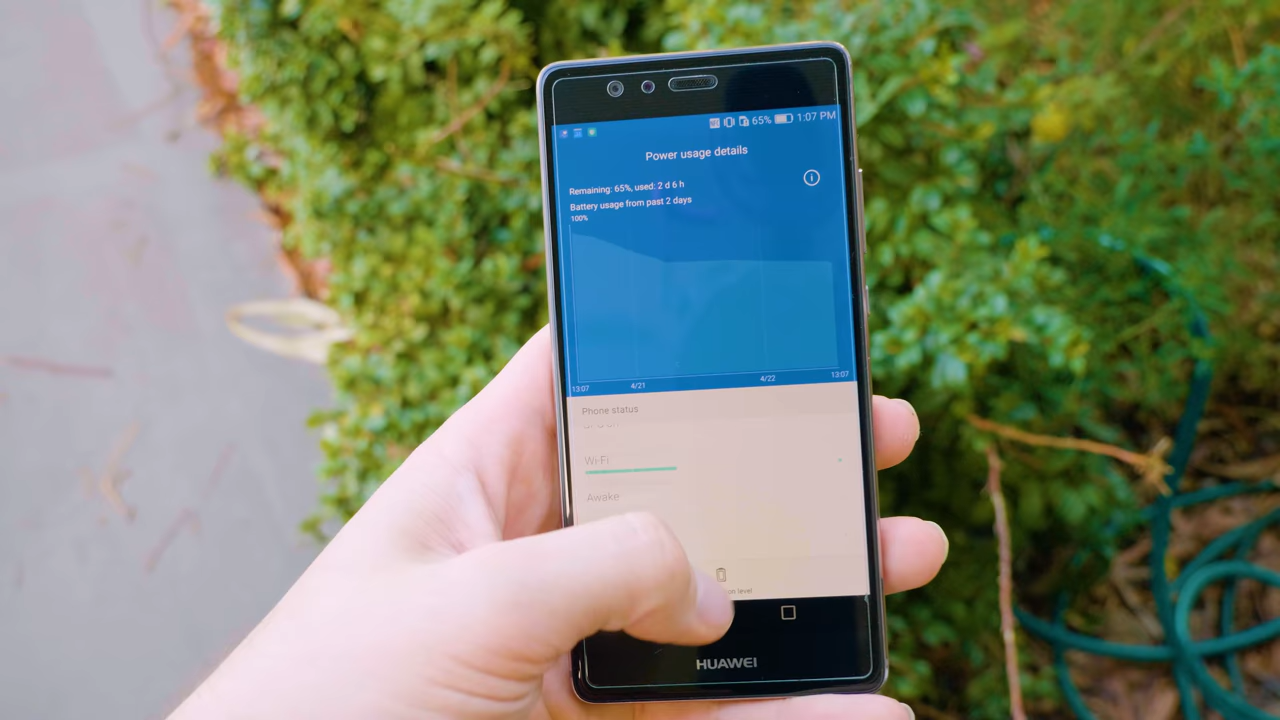 65% 1:07 PM
Power usage details
Remaining: 65%, used: 2 d 6 h
Battery usage from past 2 days
100%
13:07 4/21 4/22 13:07
Phone status
Wi-Fi
Awake
level
HUAWEI